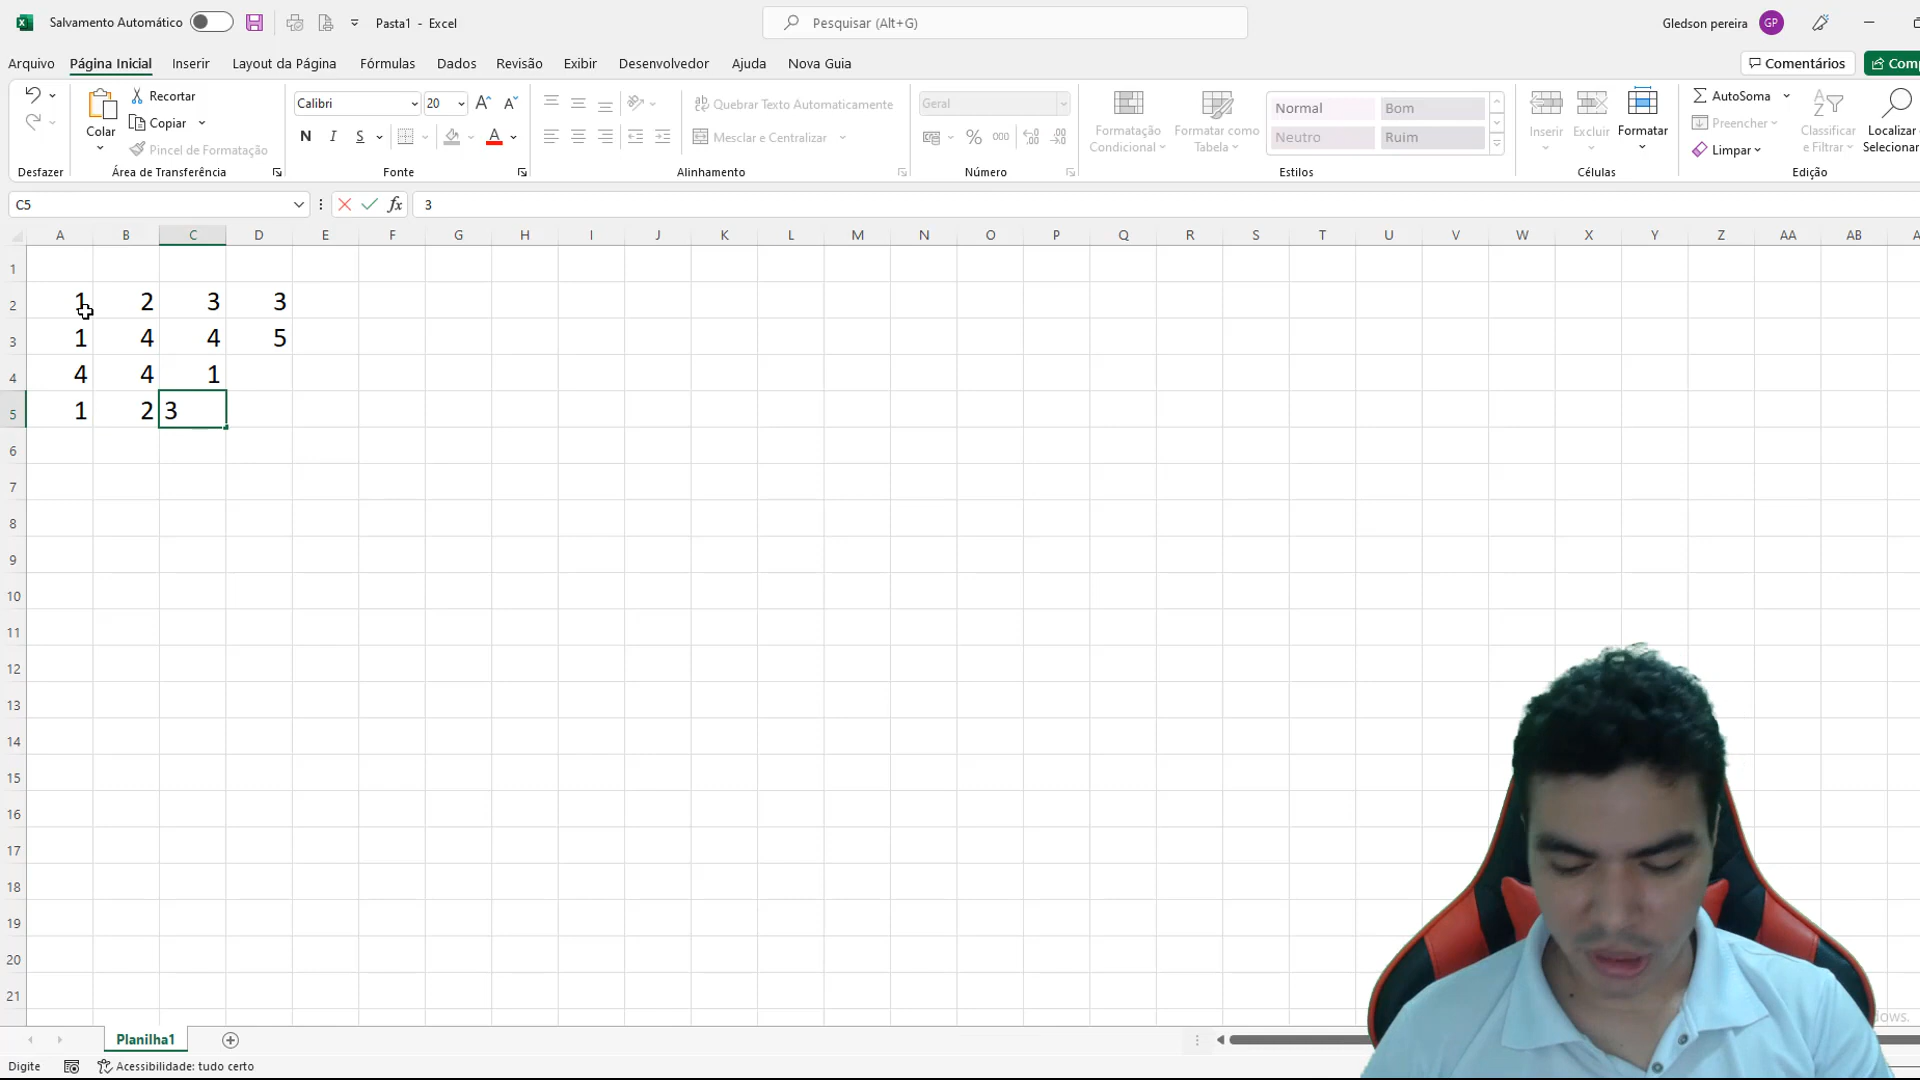 Salvamento Automático
Pasta1 - Excel
Pesquisar (Alt+G)
Gledson pereira
GP
Arquivo Página Inicial Inserir Layout da Página Fórmulas Dados Revisão Exibir Desenvolvedor Ajuda Nova Guia
Comentários
Comp
Colar
Recortar
Copiar
Pincel de Formatação
Calibri 20
N I S
Quebrar Texto Automaticamente
Mesclar e Centralizar
Geral
% 000
Formatação Condicional
Formatar como Tabela
Normal Bom
Neutro Ruim
Inserir Excluir Formatar
AutoSoma
Preencher
Limpar
Classificar e Filtrar
Localizar
Selecionar
Desfazer Área de Transferência Fonte Alinhamento Número Estilos Células Edição
C5 fx 3
A B C D E F G H I J K L M N O P Q R S T U V W X Y Z AA AB A
1
2 1 2 3 3
3 1 4 4 5
4 4 4 1
5 1 2 3
6
7
8
9
10
11
12
13
14
15
16
17
18
19
20
21
dows.
Planilha1
Digite Acessibilidade: tudo certo